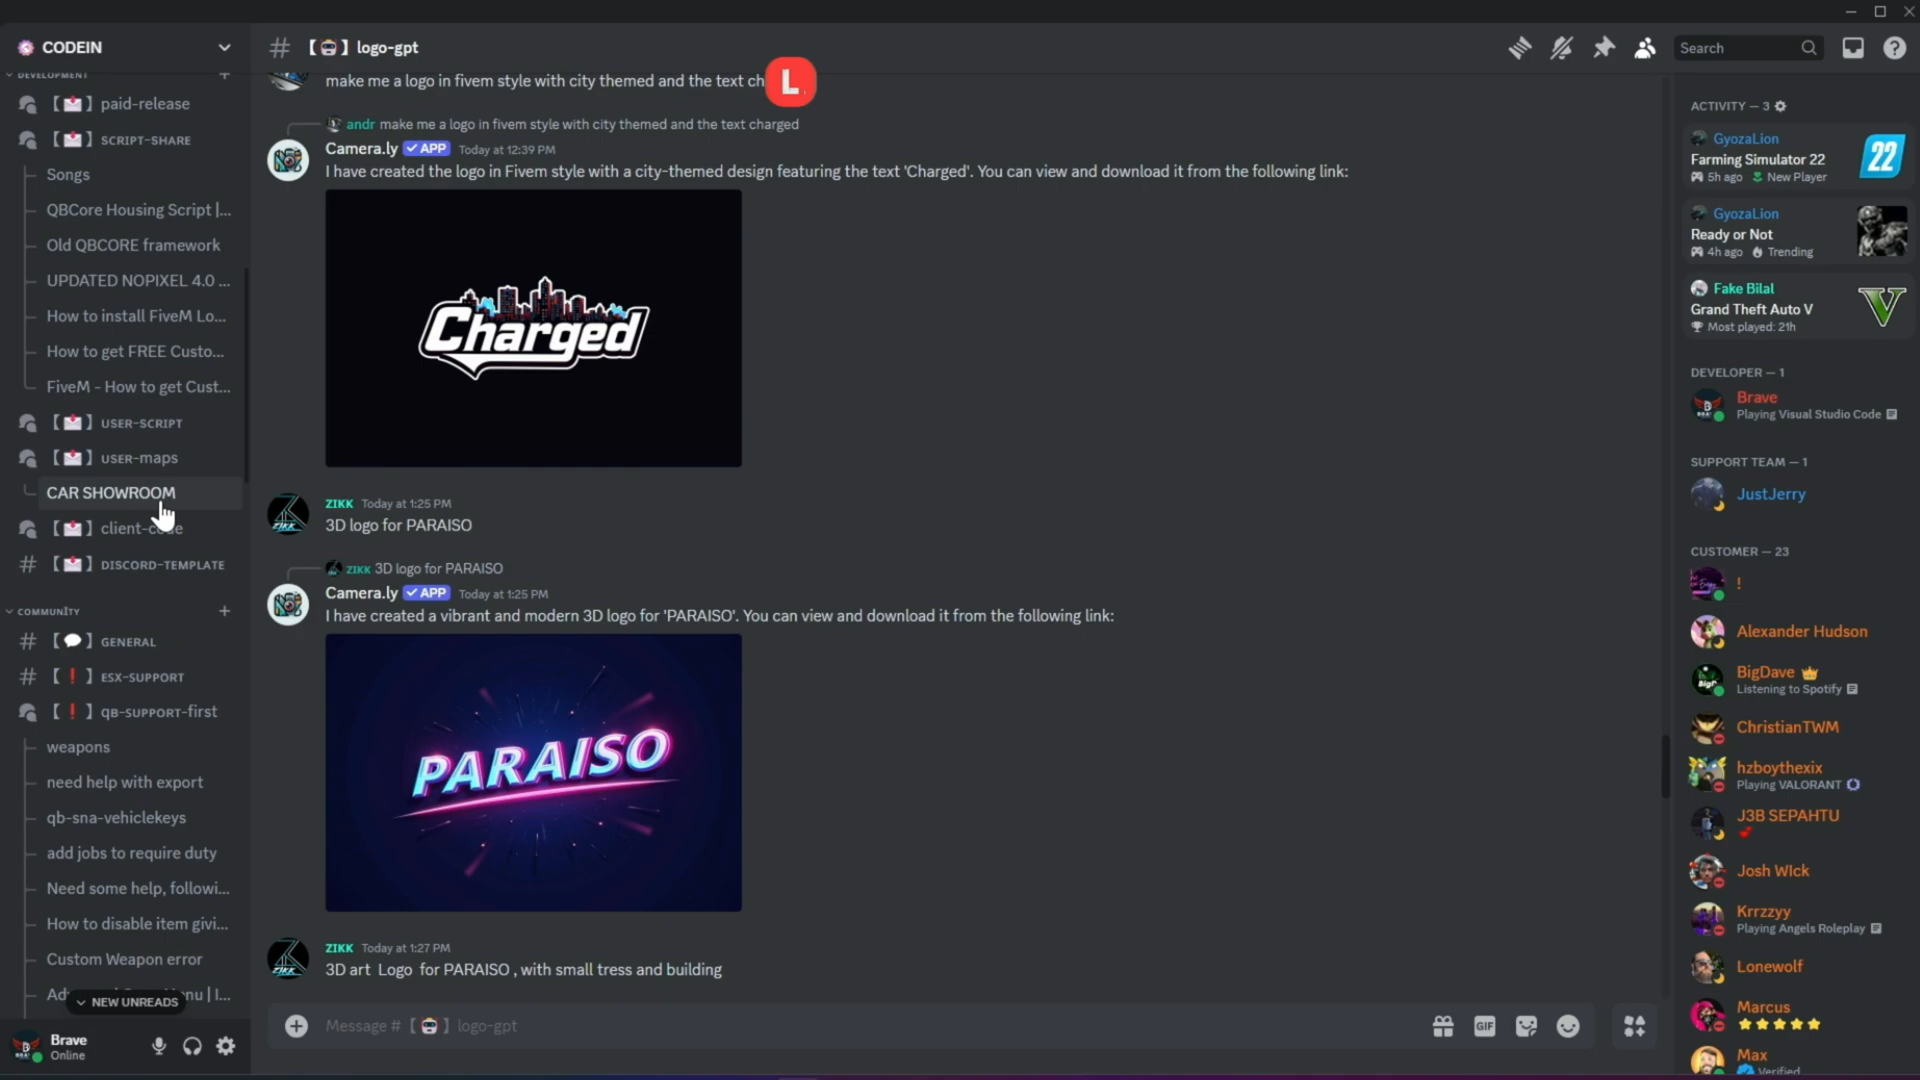 CODEIN
DEVELOPMENT
【📩】paid-release
【📩】SCRIPT-SHARE
Songs
QBCore Housing Script |...
Old QBCORE framework
UPDATED NOPIXEL 4.0 ...
How to install FiveM Lo...
How to get FREE Custo...
FiveM - How to get Cust...
【📩】USER-SCRIPT
【📩】USER-maps
CAR SHOWROOM
【📩】client-code
【📩】DISCORD-TEMPLATE
COMMUNİTY
【💬】GENERAL
【❗】ESX-SUPPORT
【❗】qB-SUPPORT-first
weapons
need help with export
qb-sna-vehiclekeys
add jobs to require duty
Need some help, followi...
How to disable item givi...
Custom Weapon error
NEW UNREADS
Brave
Online
# 【🤖】logo-gpt
Search
make me a logo in fivem style with city themed and the text ch
L
andr make me a logo in fivem style with city themed and the text charged
Camera.ly ✓ APP Today at 12:39 PM
I have created the logo in Fivem style with a city-themed design featuring the text 'Charged'. You can view and download it from the following link:
Charged
ZIKK Today at 1:25 PM
3D logo for PARAISO
ZIKK 3D logo for PARAISO
Camera.ly ✓ APP Today at 1:25 PM
I have created a vibrant and modern 3D logo for 'PARAISO'. You can view and download it from the following link:
PARAISO
ZIKK Today at 1:27 PM
3D art Logo for PARAISO , with small tress and building
Message # 【🤖】logo-gpt
GIF
ACTIVITY — 3
GyozaLion
Farming Simulator 22
5h ago New Player
22
GyozaLion
Ready or Not
4h ago Trending
Fake Bilal
Grand Theft Auto V
Most played: 21h
V
DEVELOPER — 1
Brave
Playing Visual Studio Code
SUPPORT TEAM — 1
JustJerry
CUSTOMER — 23
!
Alexander Hudson
BigDave
Listening to Spotify
ChristianTWM
hzboythexix
Playing VALORANT
J3B SEPAHTU
Josh WIck
Krrzzyy
Playing Angels Roleplay
Lonewolf
Marcus
Max
Verified